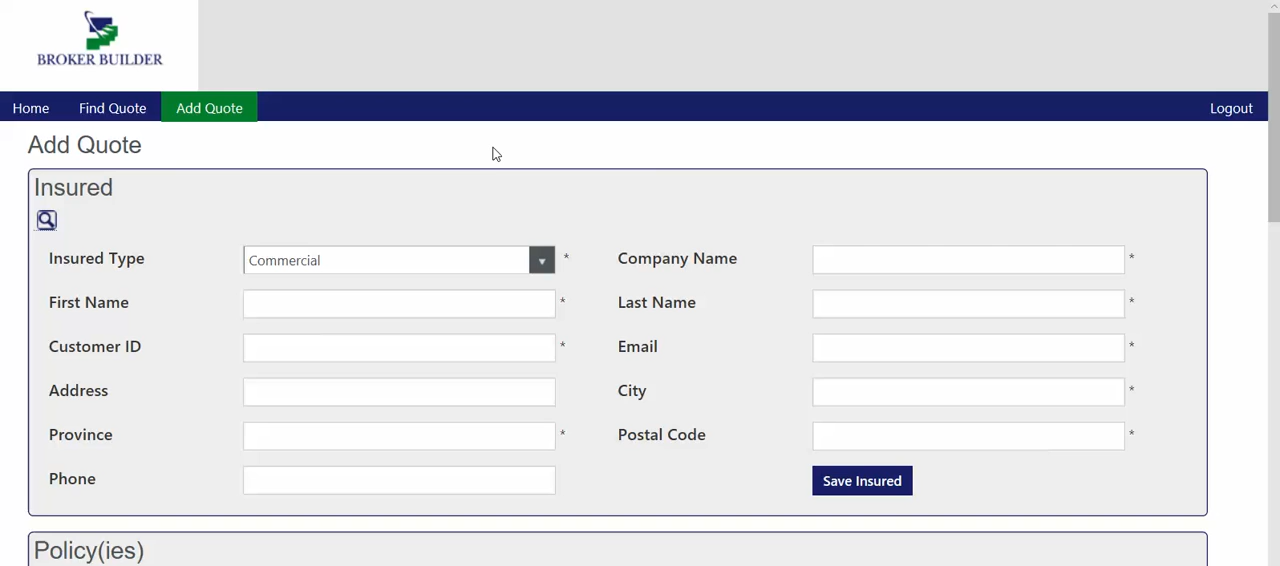 BROKER BUILDER
Home Find Quote Add Quote Logout
Add Quote
Insured
Insured Type Commercial * Company Name *
First Name * Last Name *
Customer ID * Email *
Address City *
Province * Postal Code *
Phone Save Insured
Policy(ies)